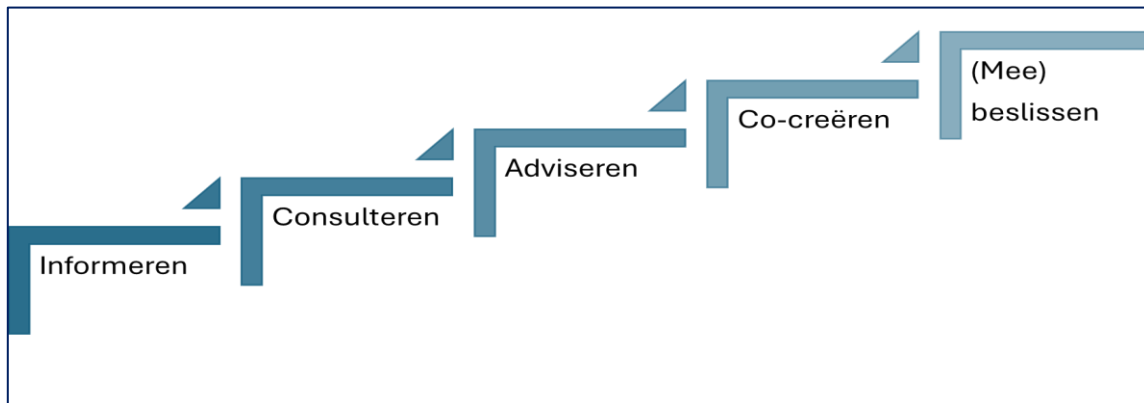 Informeren
Consulteren
Adviseren
Co-creëren
(Mee)
beslissen